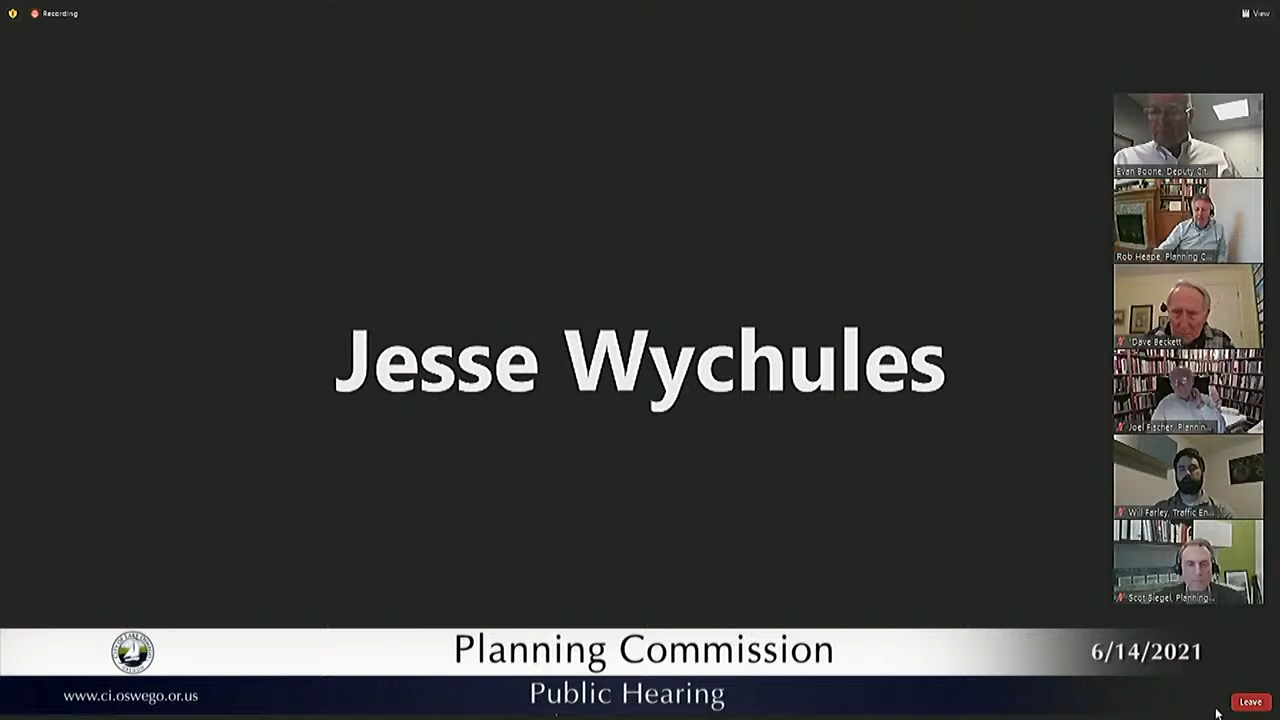 Recording
View
Evan Boone, Deputy Cit...
Rob Heape, Planning C...
Jesse Wychules
Dave Beckett
Joel Fischer, Plannin...
Will Farley, Traffic En...
Scot Siegel, Planning...
Planning Commission
6/14/2021
www.ci.oswego.or.us
Public Hearing
Leave